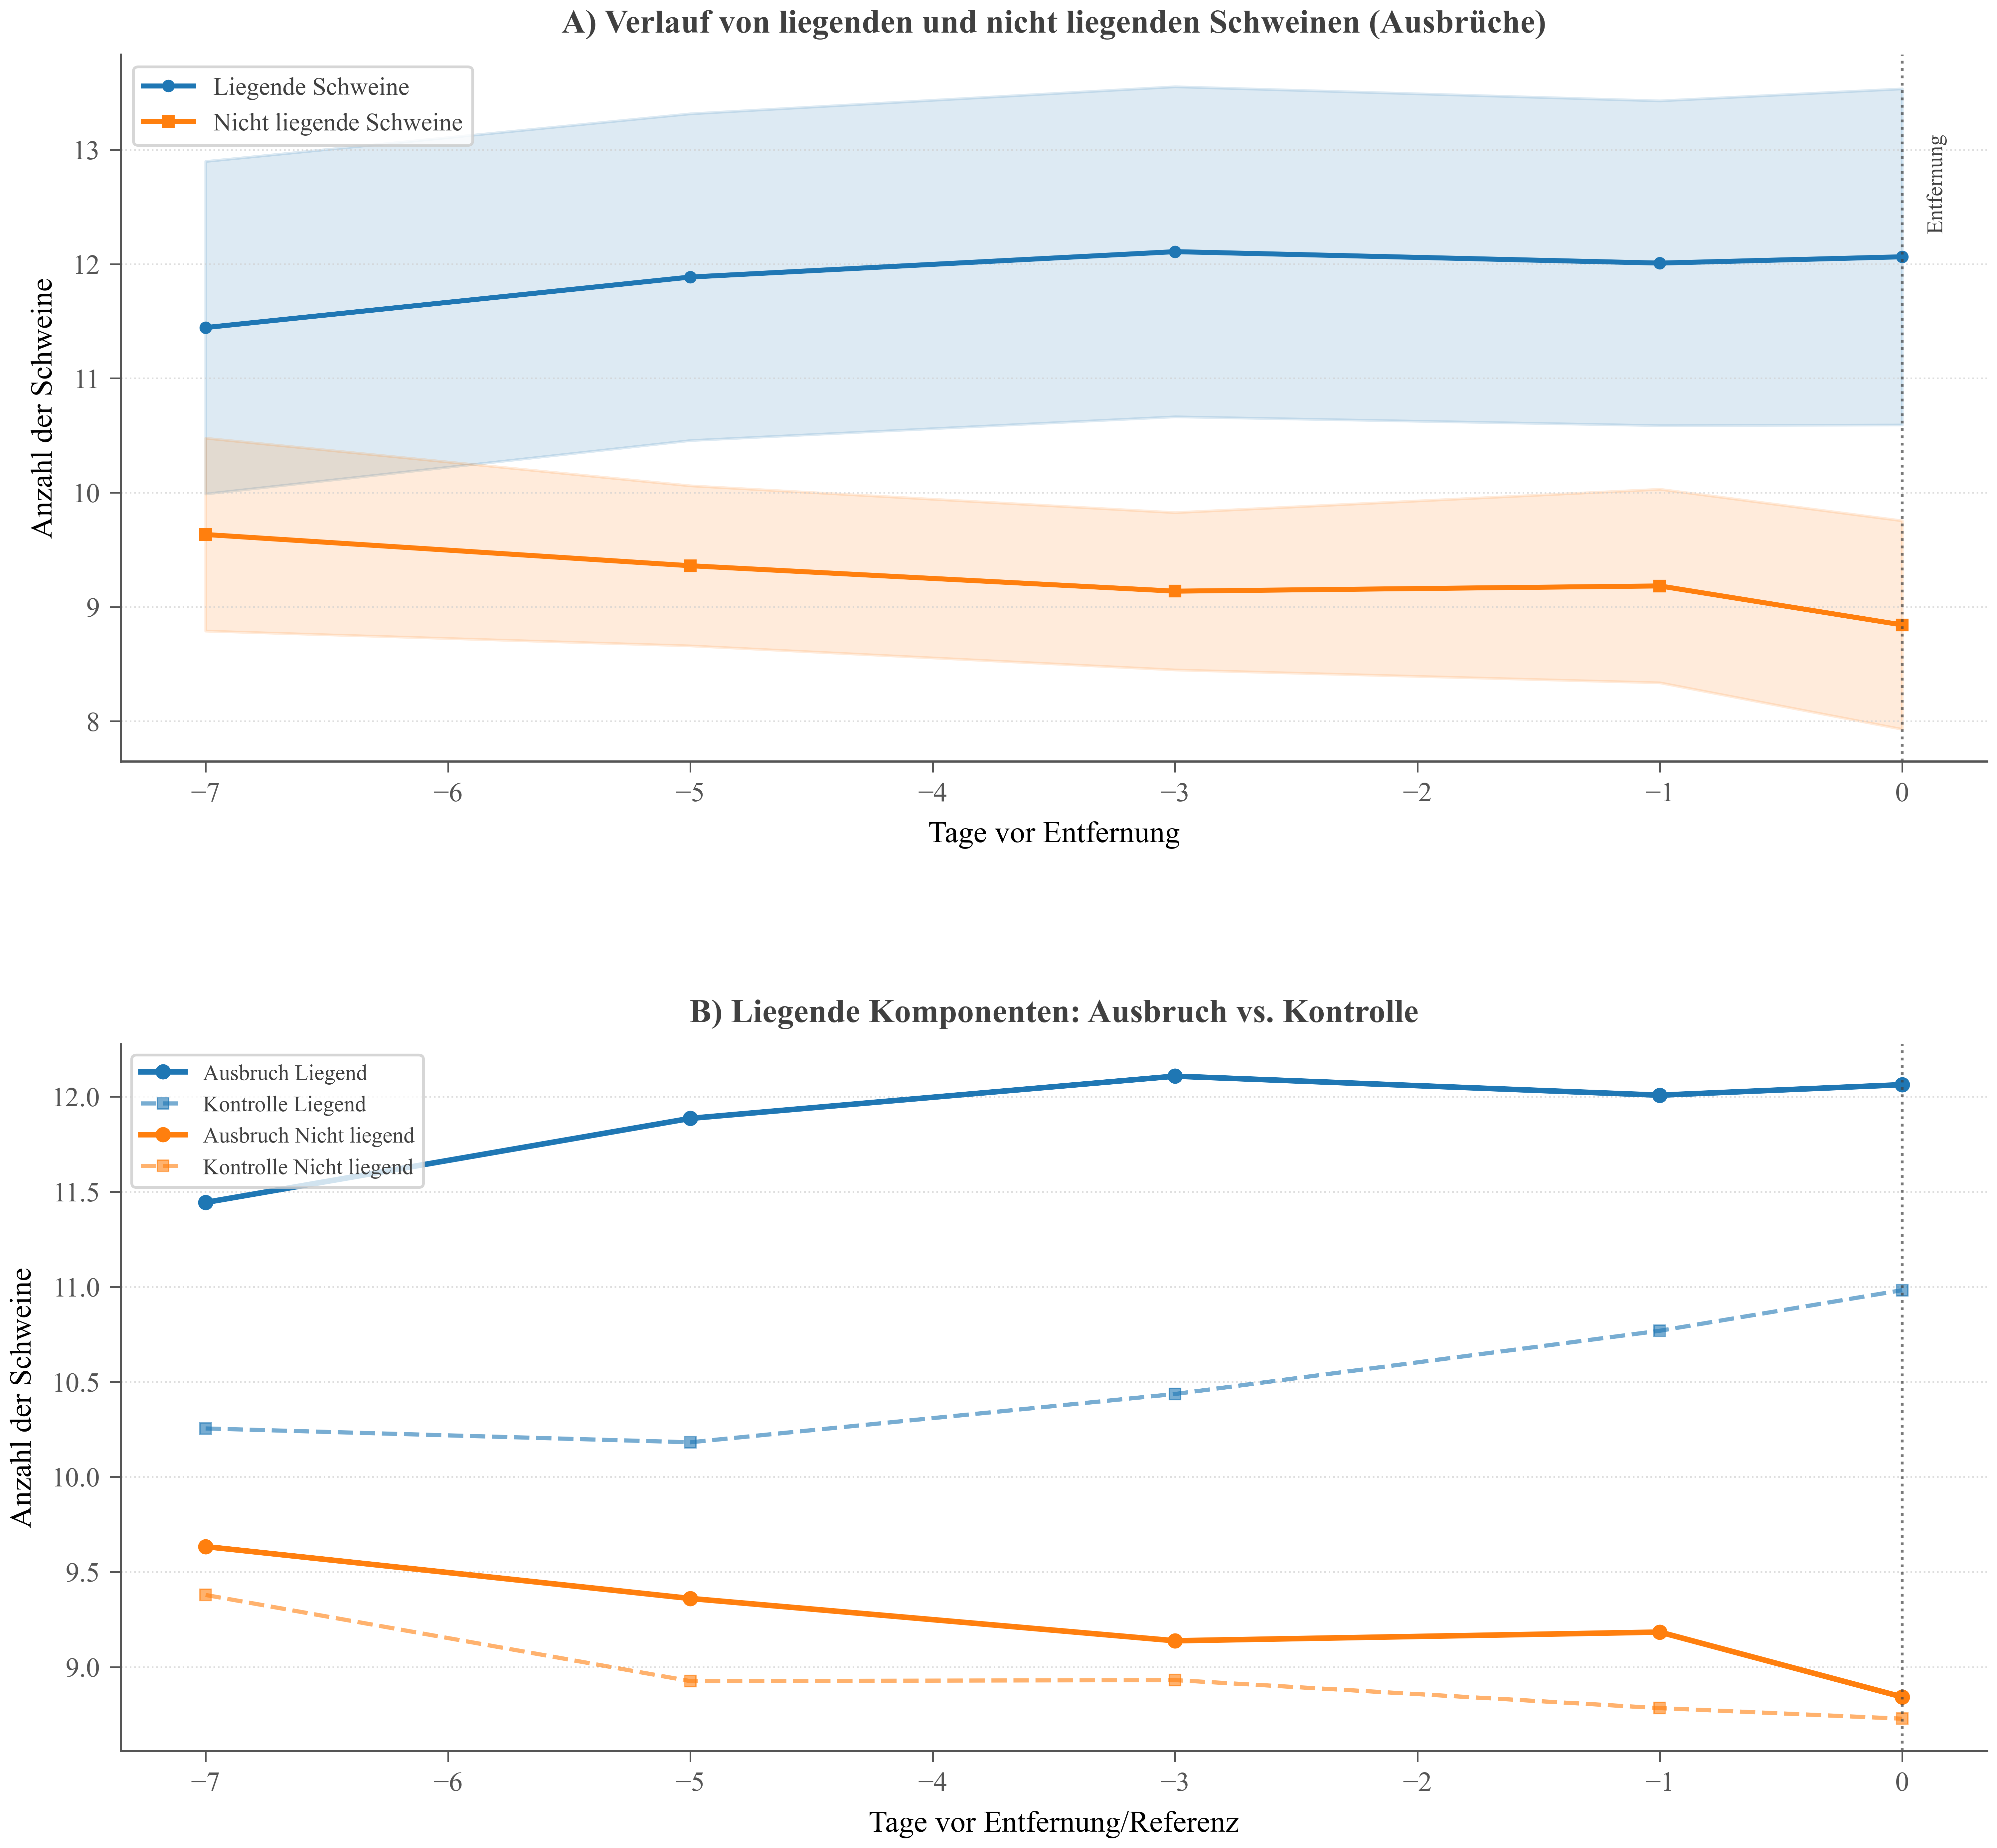 A) Verlauf von liegenden und nicht liegenden Schweinen (Ausbrüche)
Liegende Schweine
Nicht liegende Schweine
Entfernung
Anzahl der Schweine
13
12
11
10
9
8
−7
−6
−5
−4
−3
−2
−1
0
Tage vor Entfernung
B) Liegende Komponenten: Ausbruch vs. Kontrolle
Ausbruch Liegend
Kontrolle Liegend
Ausbruch Nicht liegend
Kontrolle Nicht liegend
Anzahl der Schweine
12.0
11.5
11.0
10.5
10.0
9.5
9.0
−7
−6
−5
−4
−3
−2
−1
0
Tage vor Entfernung/Referenz